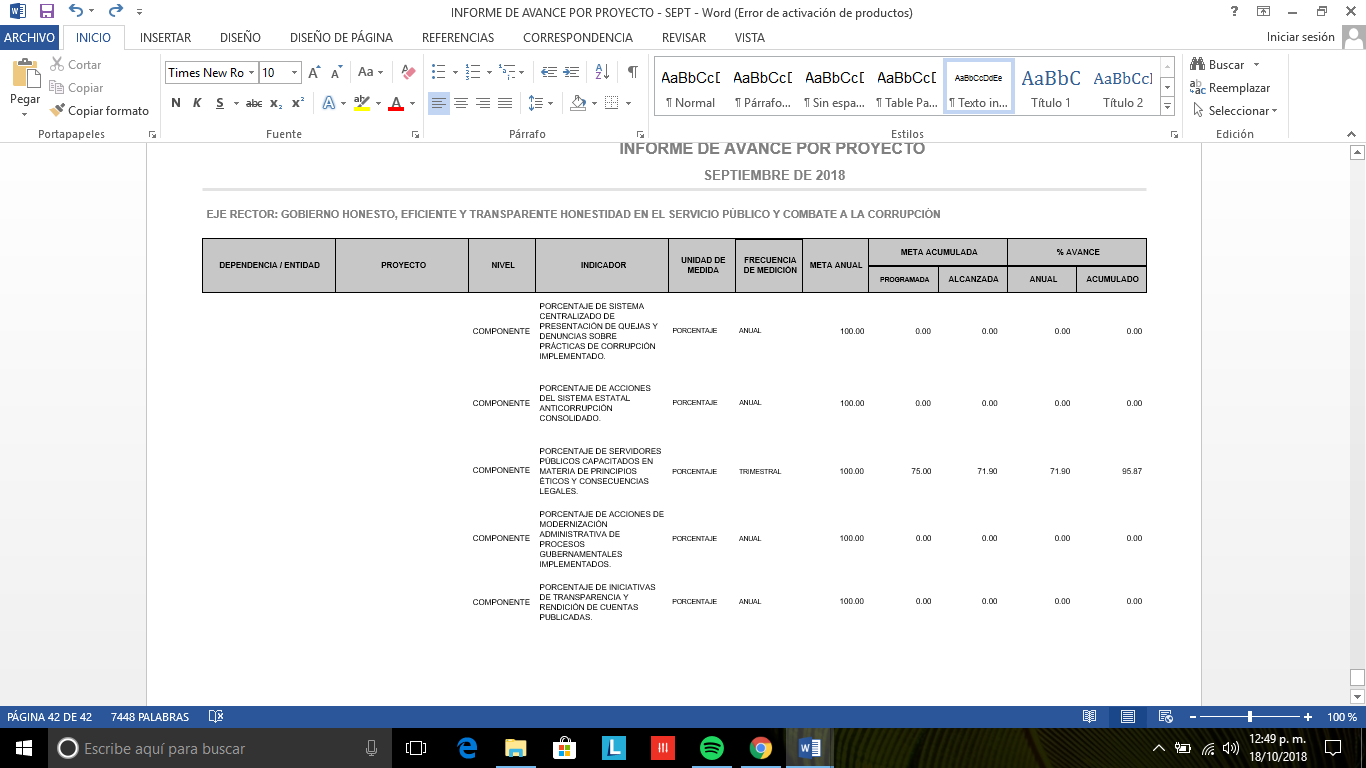 INFORME DE AVANCE POR PROYECTO - SEPT - Word (Error de activación de productos)
ARCHIVO INICIO INSERTAR DISEÑO DISEÑO DE PÁGINA REFERENCIAS CORRESPONDENCIA REVISAR VISTA Iniciar sesión
Pegar
Cortar
Copiar
Copiar formato
Portapapeles
Times New Ro 10
N K S abc x₂ x²
Fuente
Párrafo
AaBbCcD AaBbCcD AaBbCcD AaBbCcD AaBbCcDdEe AaBbC AaBbCcD
¶ Normal ¶ Párrafo... ¶ Sin espa... ¶ Table Pa... ¶ Texto in... Título 1 Título 2
Estilos
Buscar
Reemplazar
Seleccionar
Edición
INFORME DE AVANCE POR PROYECTO
SEPTIEMBRE DE 2018
EJE RECTOR: GOBIERNO HONESTO, EFICIENTE Y TRANSPARENTE HONESTIDAD EN EL SERVICIO PÚBLICO Y COMBATE A LA CORRUPCIÓN
DEPENDENCIA / ENTIDAD PROYECTO NIVEL INDICADOR UNIDAD DE MEDIDA FRECUENCIA DE MEDICIÓN META ANUAL META ACUMULADA % AVANCE
PROGRAMADA ALCANZADA ANUAL ACUMULADO
PORCENTAJE DE SISTEMA
CENTRALIZADO DE
PRESENTACIÓN DE QUEJAS Y
COMPONENTE DENUNCIAS SOBRE PORCENTAJE ANUAL 100.00 0.00 0.00 0.00 0.00
PRÁCTICAS DE CORRUPCIÓN
IMPLEMENTADO.
PORCENTAJE DE ACCIONES
DEL SISTEMA ESTATAL
COMPONENTE ANTICORRUPCIÓN PORCENTAJE ANUAL 100.00 0.00 0.00 0.00 0.00
CONSOLIDADO.
PORCENTAJE DE SERVIDORES
PÚBLICOS CAPACITADOS EN
COMPONENTE MATERIA DE PRINCIPIOS PORCENTAJE TRIMESTRAL 100.00 75.00 71.90 71.90 95.87
ÉTICOS Y CONSECUENCIAS
LEGALES.
PORCENTAJE DE ACCIONES DE
MODERNIZACIÓN
COMPONENTE ADMINISTRATIVA DE PORCENTAJE ANUAL 100.00 0.00 0.00 0.00 0.00
PROCESOS
GUBERNAMENTALES
IMPLEMENTADOS.
PORCENTAJE DE INICIATIVAS
DE TRANSPARENCIA Y
COMPONENTE RENDICIÓN DE CUENTAS PORCENTAJE ANUAL 100.00 0.00 0.00 0.00 0.00
PUBLICADAS.
PÁGINA 42 DE 42 7448 PALABRAS 100 %
Escribe aquí para buscar
12:49 p. m.
18/10/2018